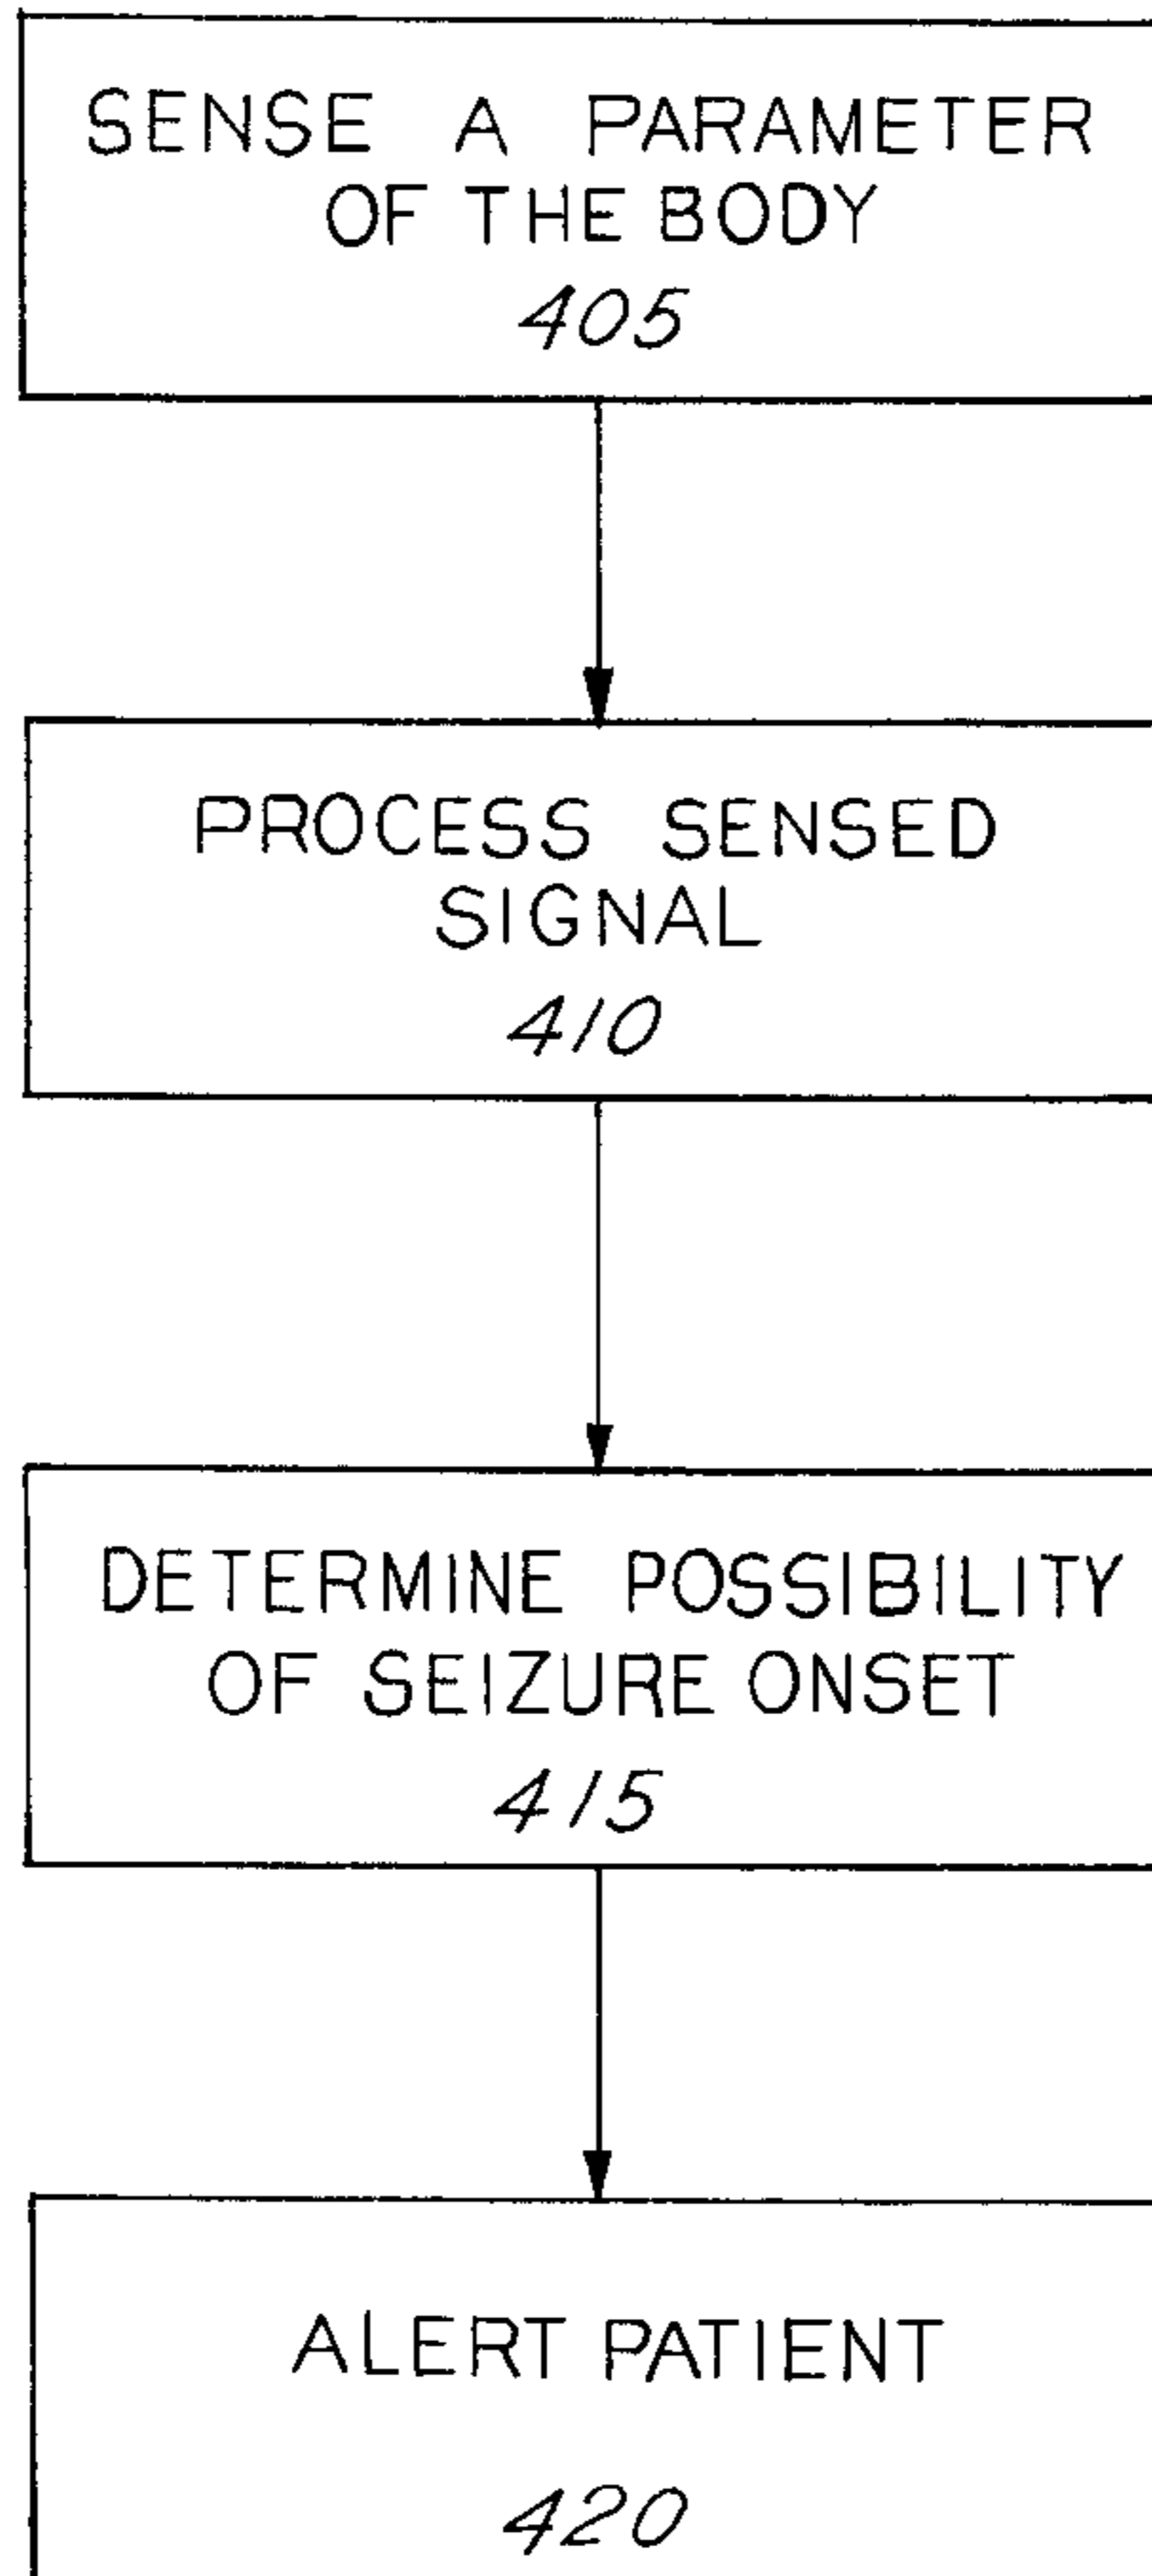 SENSE A PARAMETER
OF THE BODY
405
PROCESS SENSED
SIGNAL
410
DETERMINE POSSIBILITY
OF SEIZURE ONSET
415
ALERT PATIENT
420